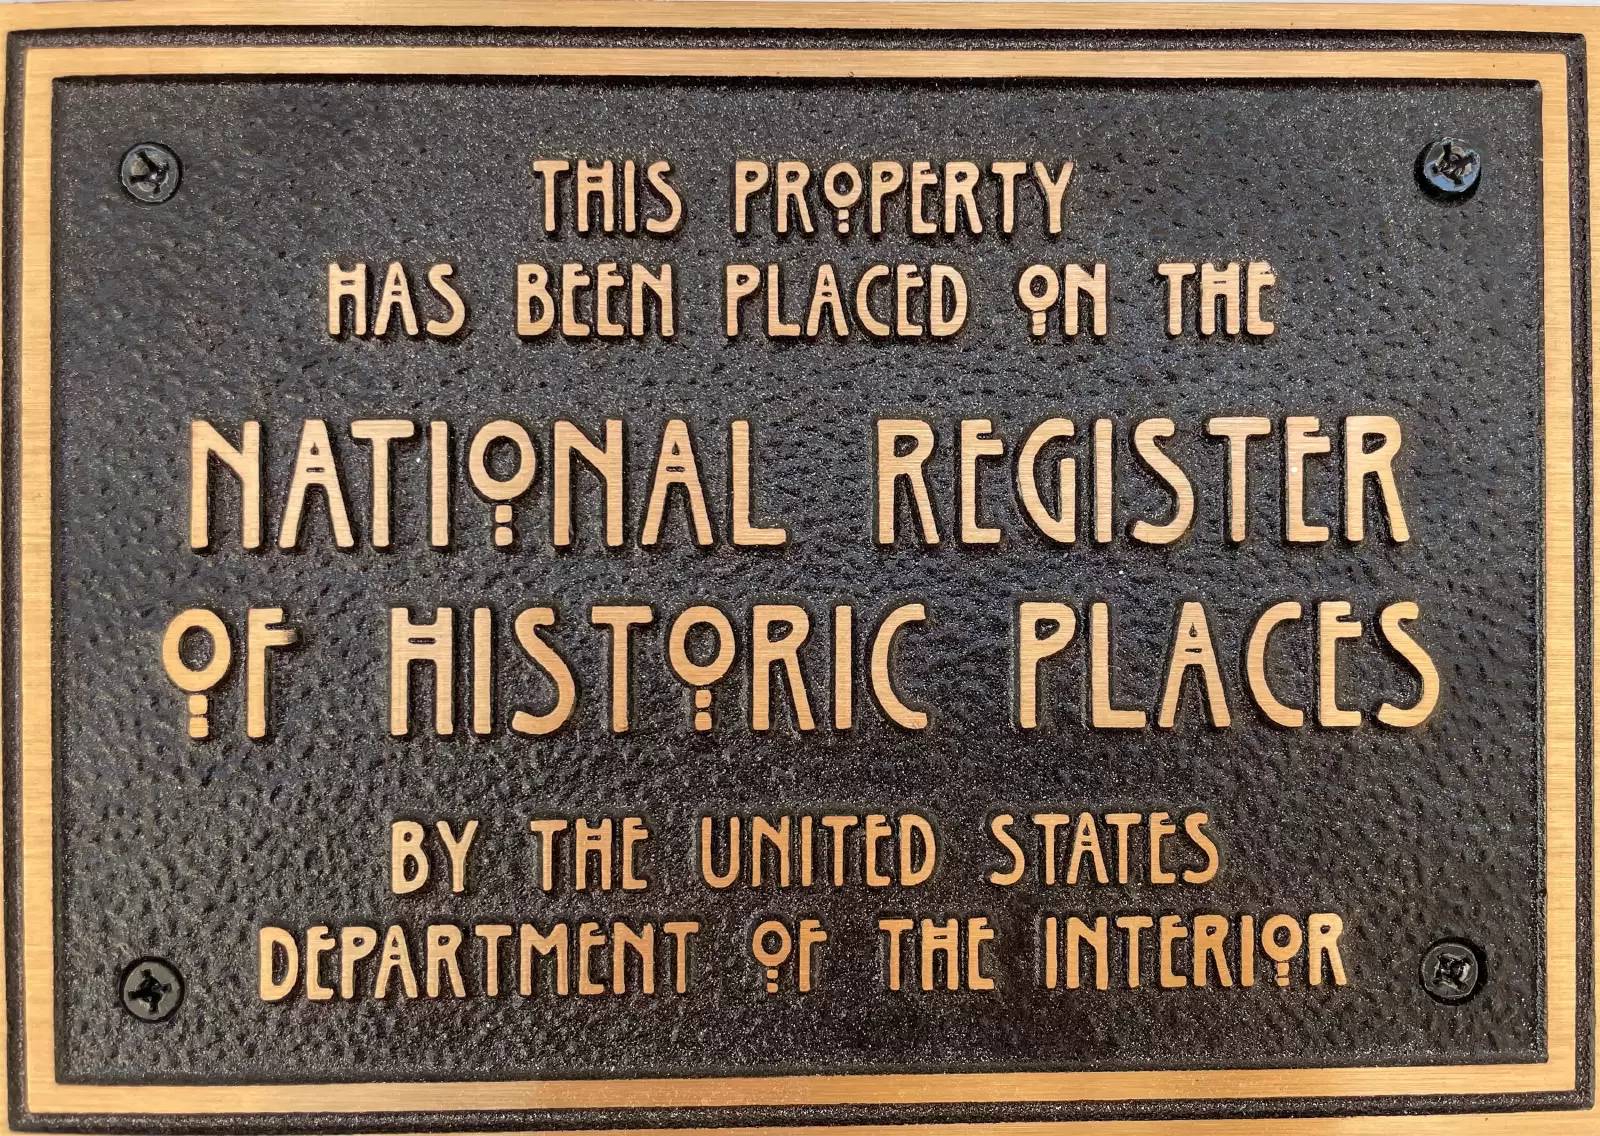 THIS PROPERTY
HAS BEEN PLACED ON THE
NATIONAL REGISTER
OF HISTORIC PLACES
BY THE UNITED STATES
DEPARTMENT OF THE INTERIOR